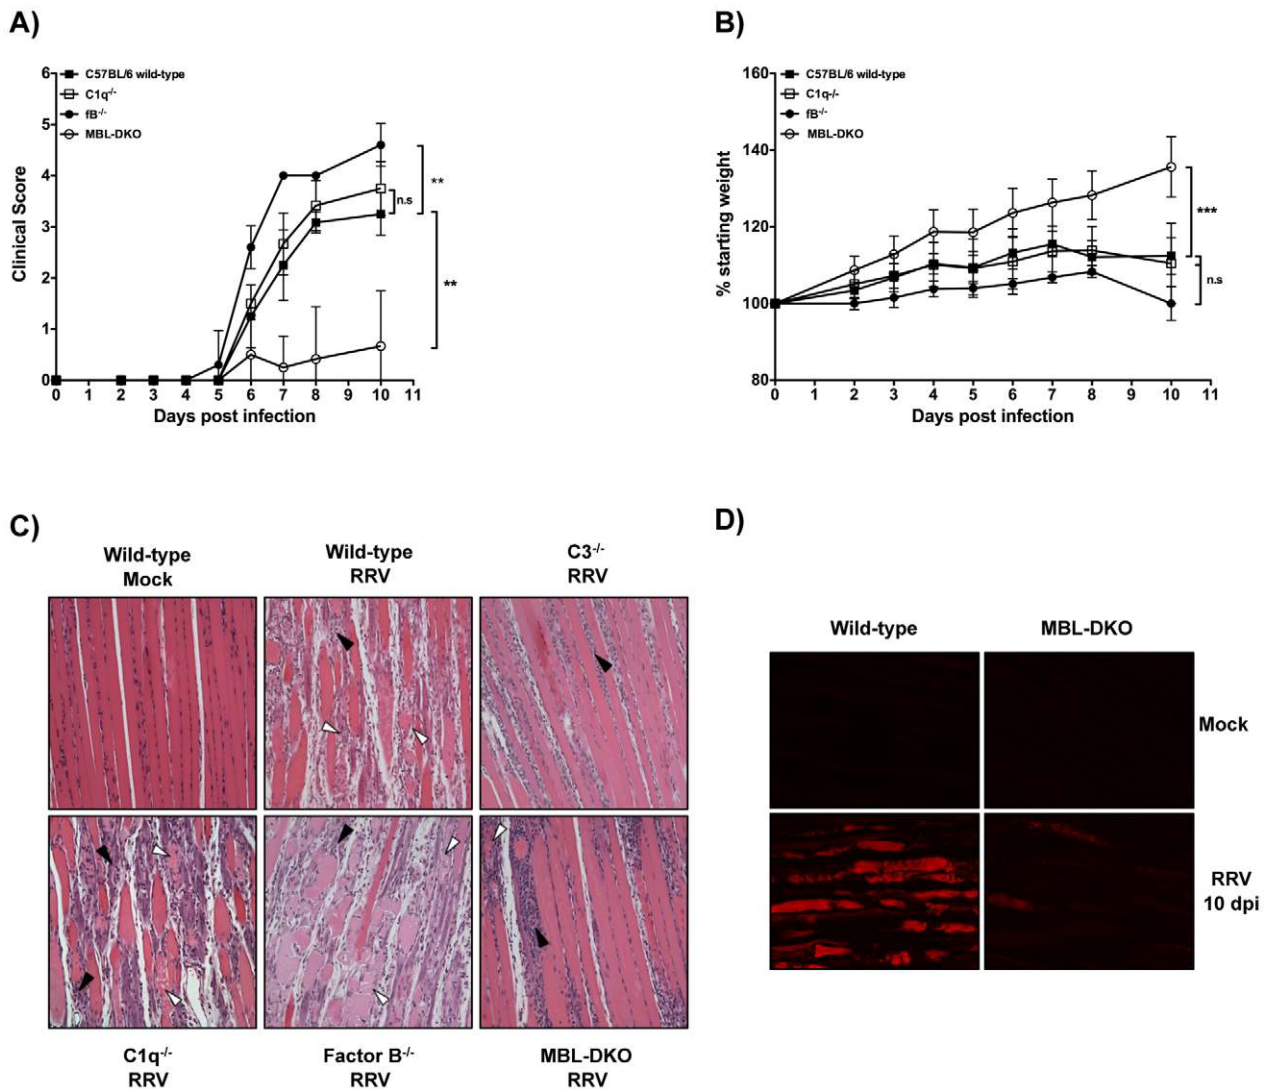 A)
6
C57BL/6 wild-type
C1q-/-
fB-/-
MBL-DKO
5
4
3
2
1
0
Clinical Score
**
n.s
**
0 1 2 3 4 5 6 7 8 9 10 11
Days post infection
B)
160
C57BL/6 wild-type
C1q-/-
fB-/-
MBL-DKO
140
120
100
80
% starting weight
***
n.s
0 1 2 3 4 5 6 7 8 9 10 11
Days post infection
C)
Wild-type
Mock
Wild-type
RRV
C3-/-
RRV
C1q-/-
RRV
Factor B-/-
RRV
MBL-DKO
RRV
D)
Wild-type
MBL-DKO
Mock
RRV
10 dpi